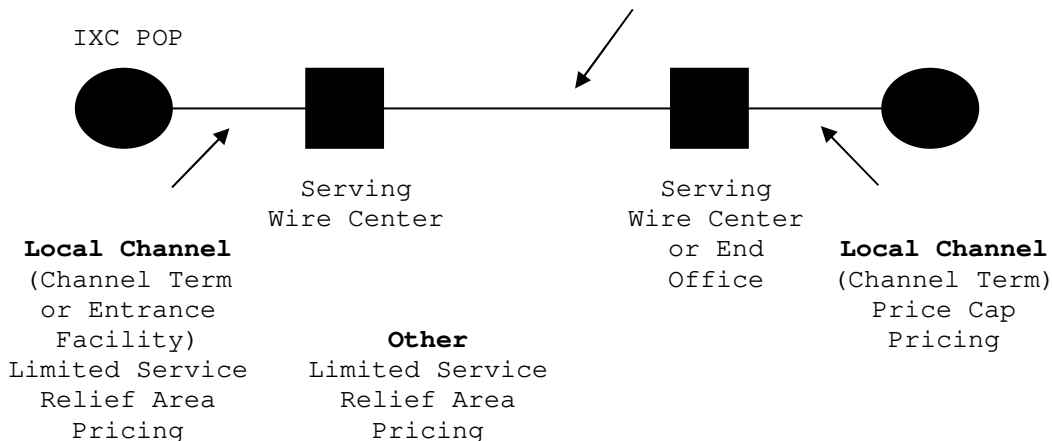 IXC POP
Serving
Wire Center
Serving
Wire Center
or End
Office
Local Channel
(Channel Term
or Entrance
Facility)
Limited Service
Relief Area
Pricing
Other
Limited Service
Relief Area
Pricing
Local Channel
(Channel Term)
Price Cap
Pricing